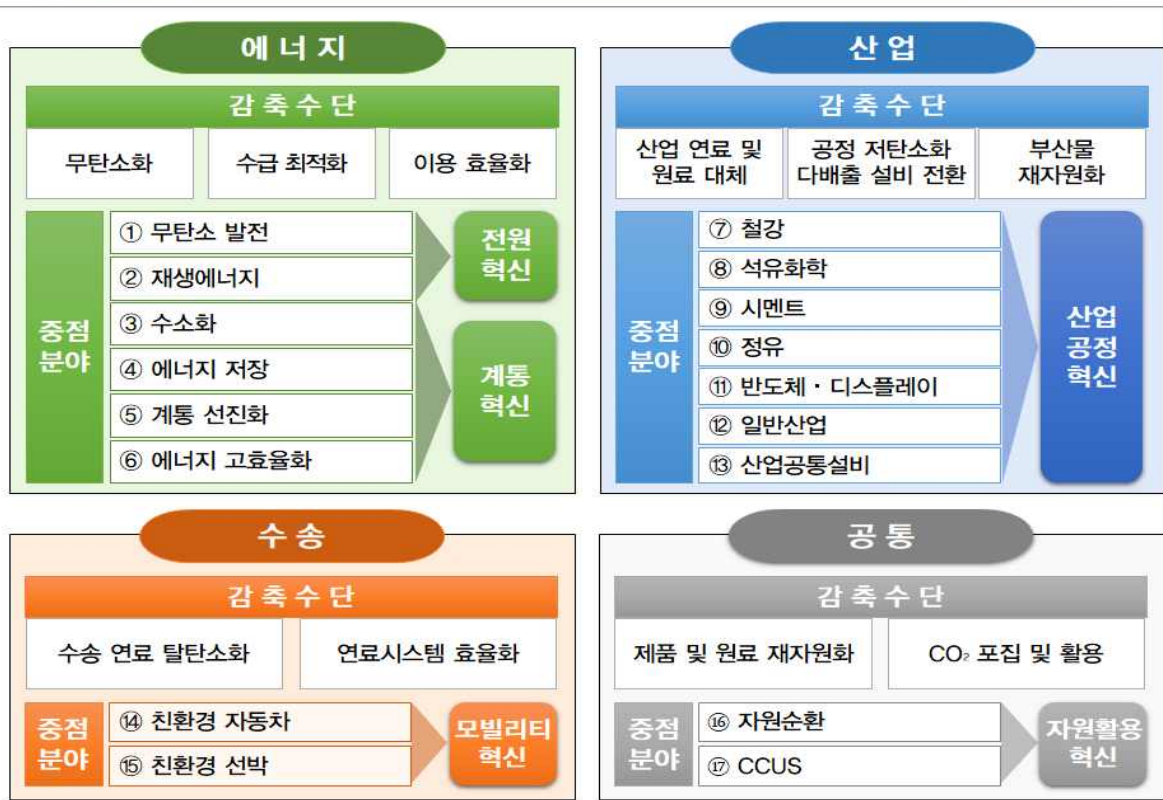 에너지
감축수단
무탄소화
수급 최적화
이용 효율화
중점
분야
① 무탄소 발전
② 재생에너지
③ 수소화
④ 에너지 저장
⑤ 계통 선진화
⑥ 에너지 고효율화
전원
혁신
계통
혁신
산업
감축수단
산업 연료 및
원료 대체
공정 저탄소화
다배출 설비 전환
부산물
재자원화
중점
분야
⑦ 철강
⑧ 석유화학
⑨ 시멘트
⑩ 정유
⑪ 반도체・디스플레이
⑫ 일반산업
⑬ 산업공통설비
산업
공정
혁신
수송
감축수단
수송 연료 탈탄소화
연료시스템 효율화
중점
분야
⑭ 친환경 자동차
⑮ 친환경 선박
모빌리티
혁신
공통
감축수단
제품 및 원료 재자원화
CO₂ 포집 및 활용
중점
분야
⑯ 자원순환
⑰ CCUS
자원활용
혁신